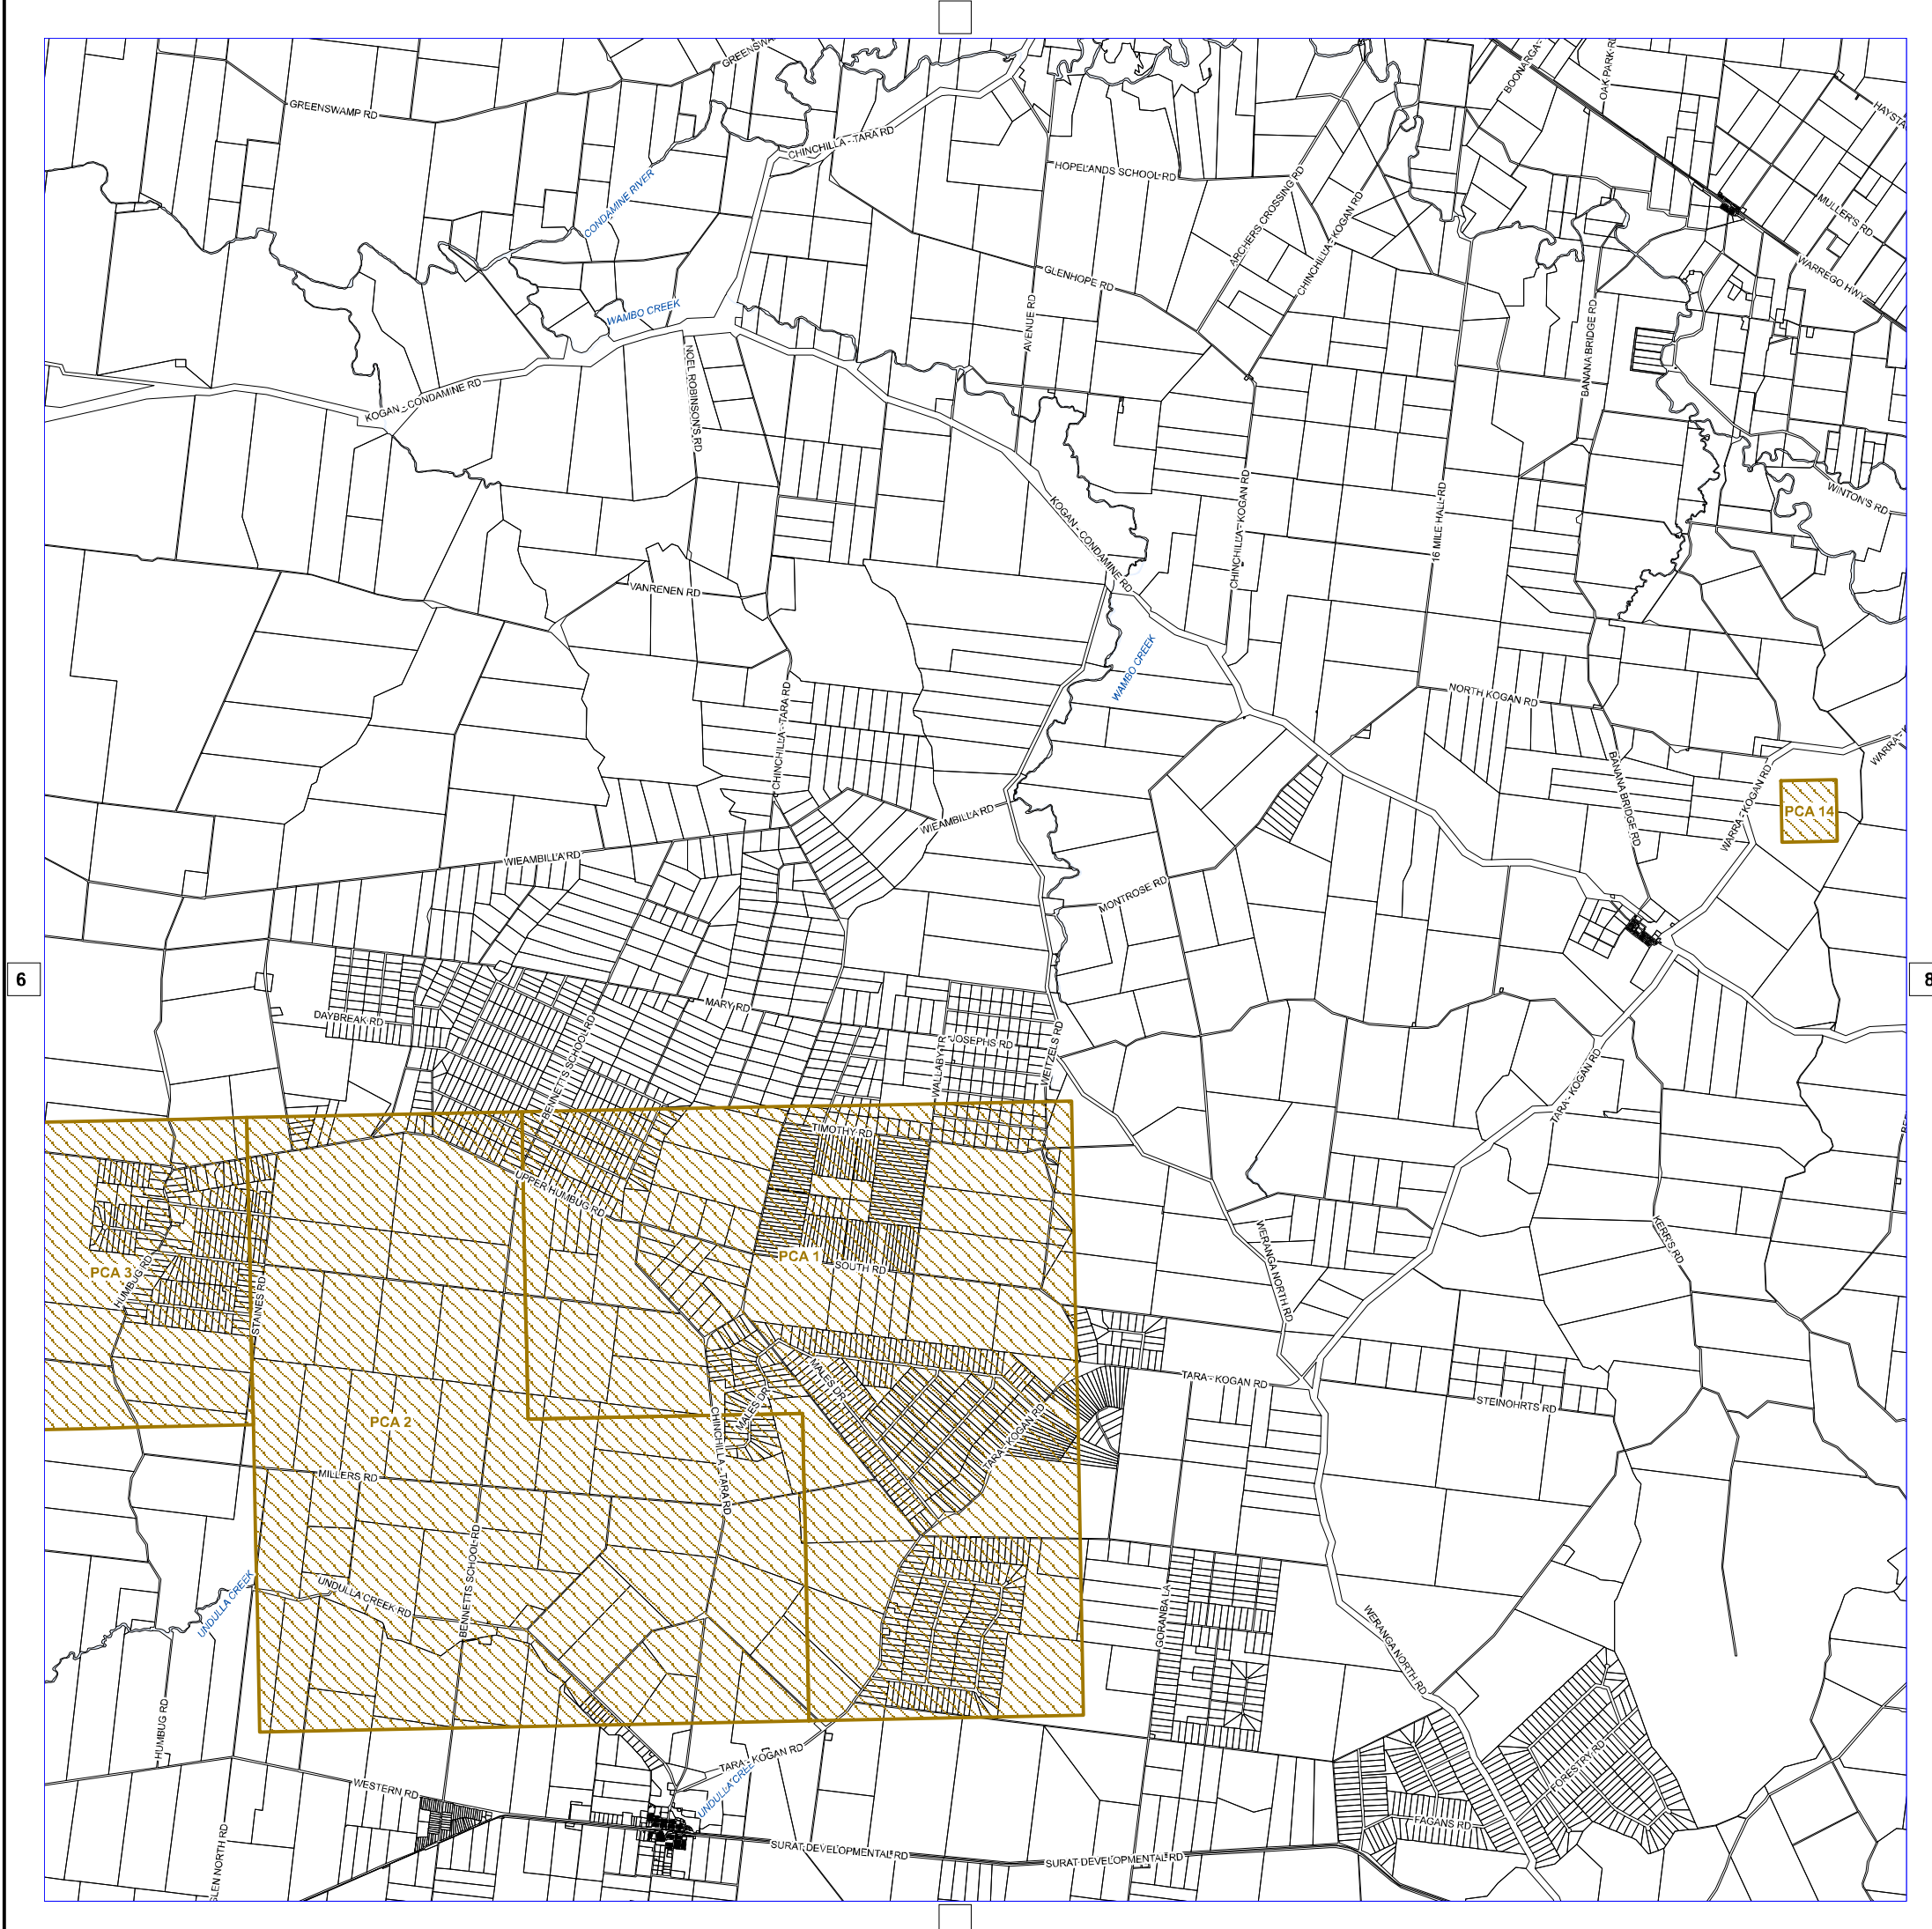 GREENSWAMP RD
CHINCHILLA - TARA RD
CONDAMINE RIVER
HOPELANDS SCHOOL RD
ARCHERS CROSSING RD
CHINCHILLA - KOGAN RD
OAK PARK RD
MULLER'S RD
WARREGO HWY
GLENHOPE RD
AVENUE RD
WAMBO CREEK
NOEL ROBINSON'S RD
BANANA BRIDGE RD
KOGAN - CONDAMINE RD
CHINCHILLA - KOGAN RD
16 MILE HALL RD
WINTON'S RD
KOGAN - CONDAMINE RD
VANRENEN RD
WAMBO CREEK
CHINCHILLA - TARA RD
NORTH KOGAN RD
BANANA BRIDGE RD
WARRA - KOGAN RD
PCA 14
WIEAMBILLA RD
WIEAMBILLA RD
MONTROSE RD
6
8
MARY RD
DAYBREAK RD
BENNETTS SCHOOL RD
WALLABY TR
JOSEPHS RD
WEITZELS RD
TARA - KOGAN RD
TIMOTHY RD
UPPER HUMBUG RD
PCA 1
SOUTH RD
PCA 3
HUMBUG RD
STAINES RD
WERANGA NORTH RD
KERR'S RD
MALES DR
MALES DR
TARA - KOGAN RD
TARA - KOGAN RD
STEINOHRTS RD
PCA 2
CHINCHILLA - TARA RD
MILLERS RD
BENNETTS SCHOOL RD
UNDULLA CREEK RD
UNDULLA CREEK
GORANBA LA
WERANGA NORTH RD
HUMBUG RD
TARA - KOGAN RD
UNDULLA CREE
WESTERN RD
FORESTRY RD
FAGANS RD
GLEN NORTH RD
SURAT DEVELOPMENTAL RD
SURAT DEVELOPMENTAL RD